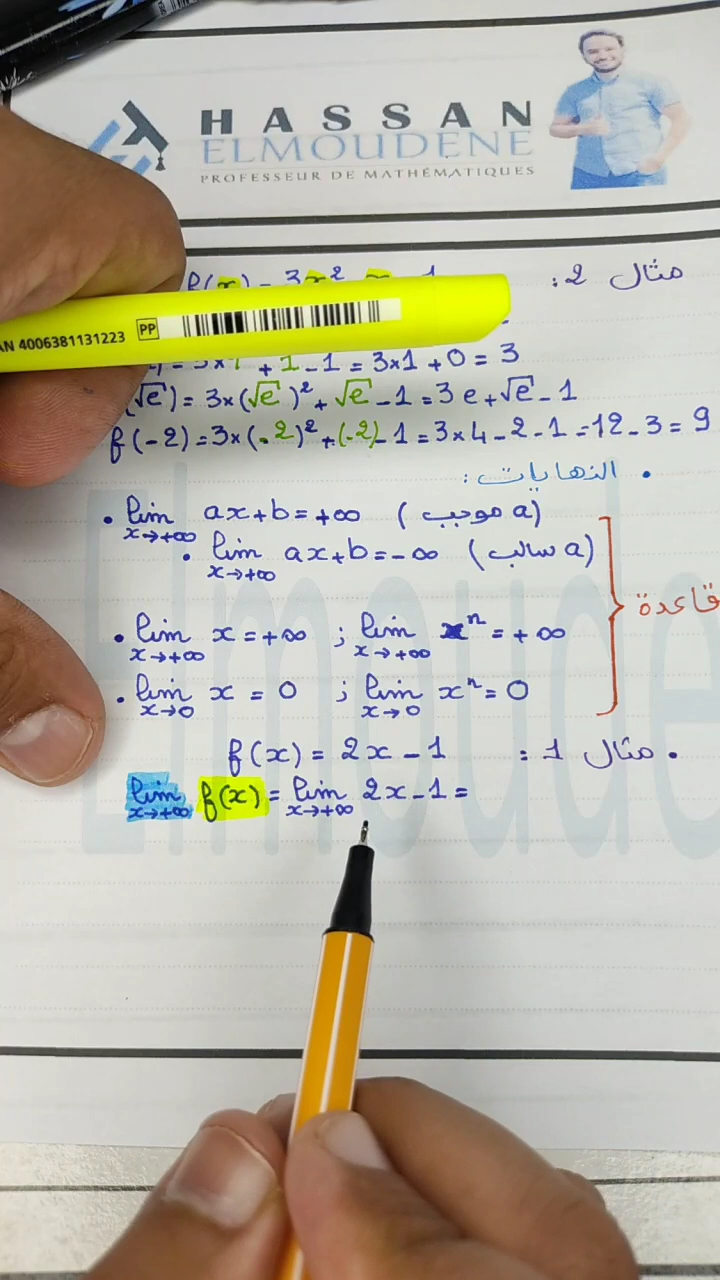 HASSAN
ELMOUDENE
PROFESSEUR DE MATHÉMATIQUES
مثال 2 :
AN 4006381131223 PP
+ 1 - 1 = 3×1 + 0 = 3
(√e) = 3×(√e)² + √e - 1 = 3e + √e - 1
f(-2) = 3×(-2)² + (-2) - 1 = 3×4 - 2 - 1 = 12 - 3 = 9
• النهايات :
• lim x→+∞ ax+b = +∞ (a موجب)
• lim x→+∞ ax+b = -∞ (a سالب)
قاعدة
• lim x→+∞ x = +∞ ; lim x→+∞ xⁿ = +∞
• lim x→0 x = 0 ; lim x→0 xⁿ = 0
• مثال 1 : f(x) = 2x - 1
lim x→+∞ f(x) = lim x→+∞ 2x - 1 =
Elmoude